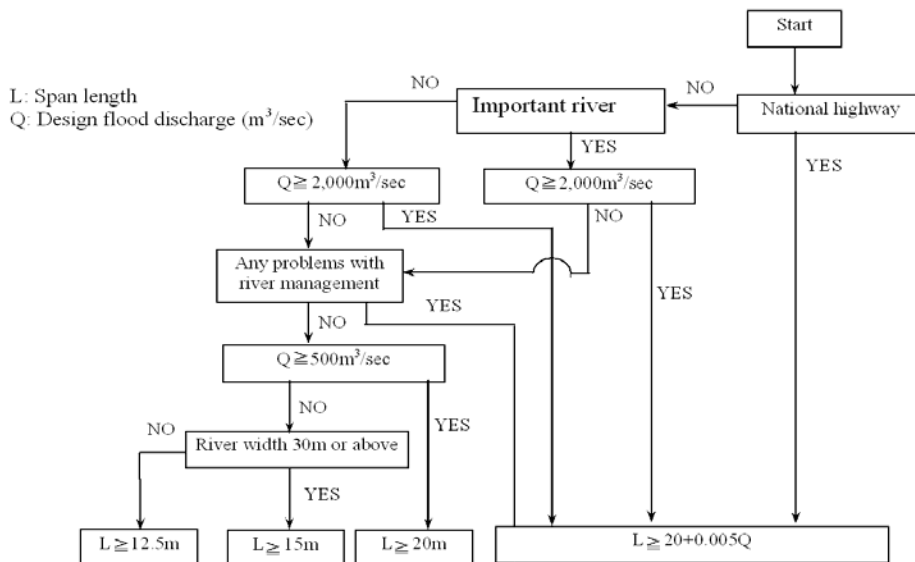 Start
L: Span length
Q: Design flood discharge (m³/sec)
NO
Important river
NO
National highway
YES
YES
Q≧2,000m³/sec
Q≧2,000m³/sec
NO
YES
NO
Any problems with
river management
YES
YES
NO
Q≧500m³/sec
NO
YES
NO
River width 30m or above
YES
L≧12.5m
L≧15m
L≧20m
L≧20+0.005Q